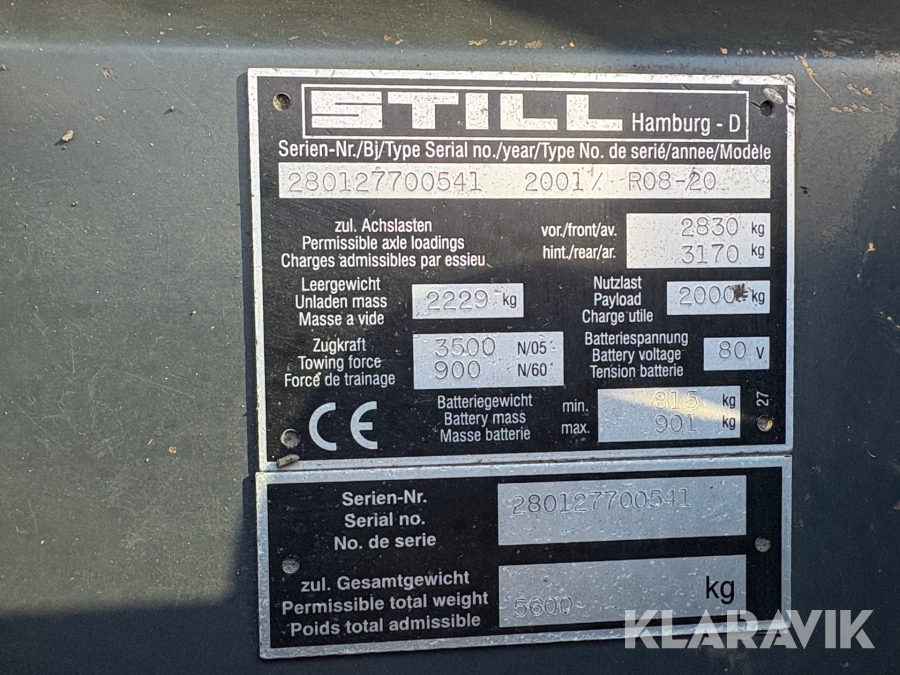 STILL Hamburg - D
Serien-Nr./Bj/Type Serial no./year/Type No. de serié/annee/Modèle
280127700541 2001/ R08-20
zul. Achslasten
Permissible axle loadings
Charges admissibles par essieu
vor./front/av. 2830 kg
hint./rear/ar. 3170 kg
Leergewicht
Unladen mass
Masse a vide
2229 kg
Nutzlast
Payload
Charge utile
2000 kg
Zugkraft
Towing force
Force de trainage
3500 N/05'
900 N/60'
Batteriespannung
Battery voltage
Tension batterie
80 V
CE
Batteriegewicht
Battery mass
Masse batterie
min. 815 kg
max. 901 kg
27
Serien-Nr.
Serial no.
No. de serie
280127700541
zul. Gesamtgewicht
Permissible total weight
Poids total admissible
5600 kg
KLARAVIK